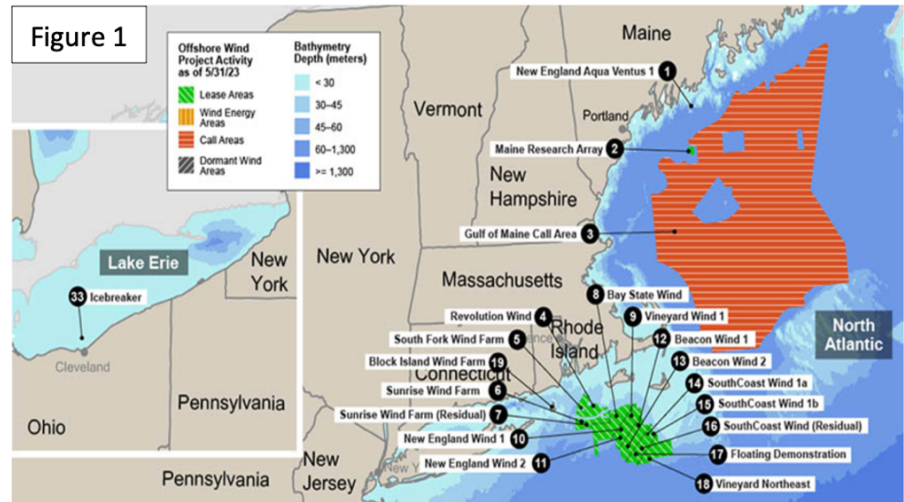 Figure 1
Offshore Wind
Project Activity
as of 5/31/23
Lease Areas
Wind Energy
Areas
Call Areas
Dormant Wind
Areas
Bathymetry
Depth (meters)
< 30
30–45
45–60
60–1,300
>= 1,300
Maine
New England Aqua Ventus 1
1
Vermont
Portland
Maine Research Array
2
New
Hampshire
Gulf of Maine Call Area
3
New York
Massachusetts
Lake Erie
New
York
33
Icebreaker
Cleveland
Pennsylvania
Ohio
8
Bay State Wind
Revolution Wind
4
9
Vineyard Wind 1
Rhode
Island
South Fork Wind Farm
5
12
Beacon Wind 1
North
Atlantic
Block Island Wind Farm
19
13
Beacon Wind 2
Connecticut
Sunrise Wind Farm
6
14
SouthCoast Wind 1a
Sunrise Wind Farm (Residual)
7
15
SouthCoast Wind 1b
New England Wind 1
10
16
SouthCoast Wind (Residual)
New England Wind 2
11
17
Floating Demonstration
18
Vineyard Northeast
Pennsylvania
New
Jersey